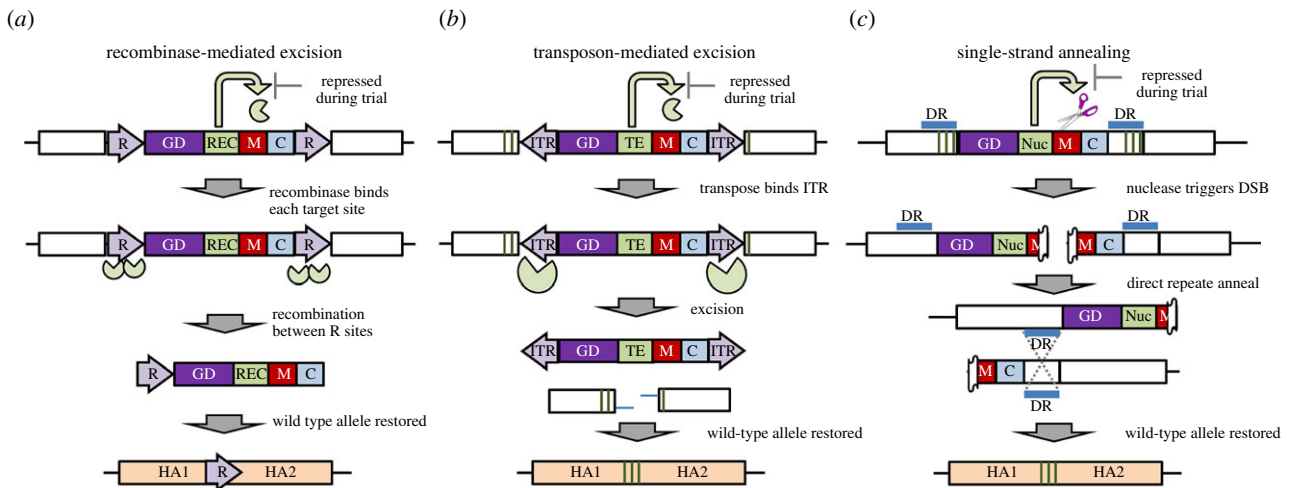 (a)
recombinase-mediated excision
repressed
during trial
R GD REC M C R
recombinase binds
each target site
R GD REC M C R
recombination
between R sites
R GD REC M C
wild type allele restored
HA1 R HA2
(b)
transposon-mediated excision
repressed
during trial
ITR GD TE M C ITR
transpose binds ITR
ITR GD TE M C ITR
excision
ITR GD TE M C ITR
wild-type allele restored
HA1 HA2
(c)
single-strand annealing
repressed
during trial
DR DR
GD Nuc M C
nuclease triggers DSB
DR DR
GD Nuc M M C
direct repeate anneal
GD Nuc M
DR
M C
DR
wild-type allele restored
HA1 HA2